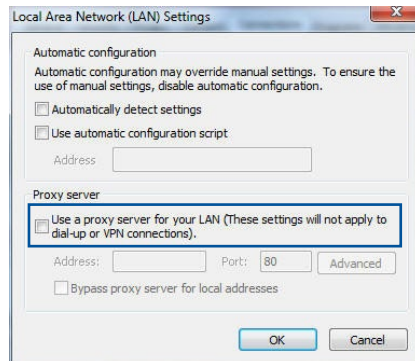 Local Area Network (LAN) Settings
Automatic configuration
Automatic configuration may override manual settings. To ensure the
use of manual settings, disable automatic configuration.
Automatically detect settings
Use automatic configuration script
Address
Proxy server
Use a proxy server for your LAN (These settings will not apply to
dial-up or VPN connections).
Address: Port: 80 Advanced
Bypass proxy server for local addresses
OK Cancel